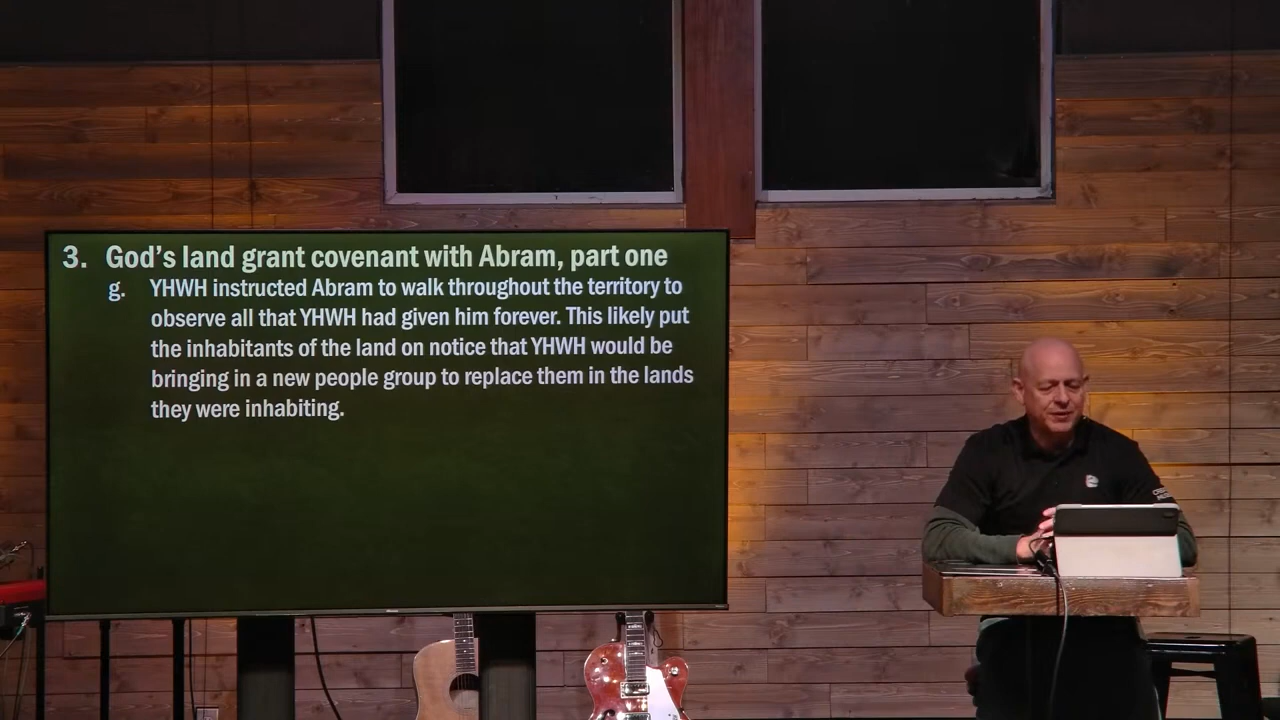 3. God's land grant covenant with Abram, part one
g. YHWH instructed Abram to walk throughout the territory to
observe all that YHWH had given him forever. This likely put
the inhabitants of the land on notice that YHWH would be
bringing in a new people group to replace them in the lands
they were inhabiting.